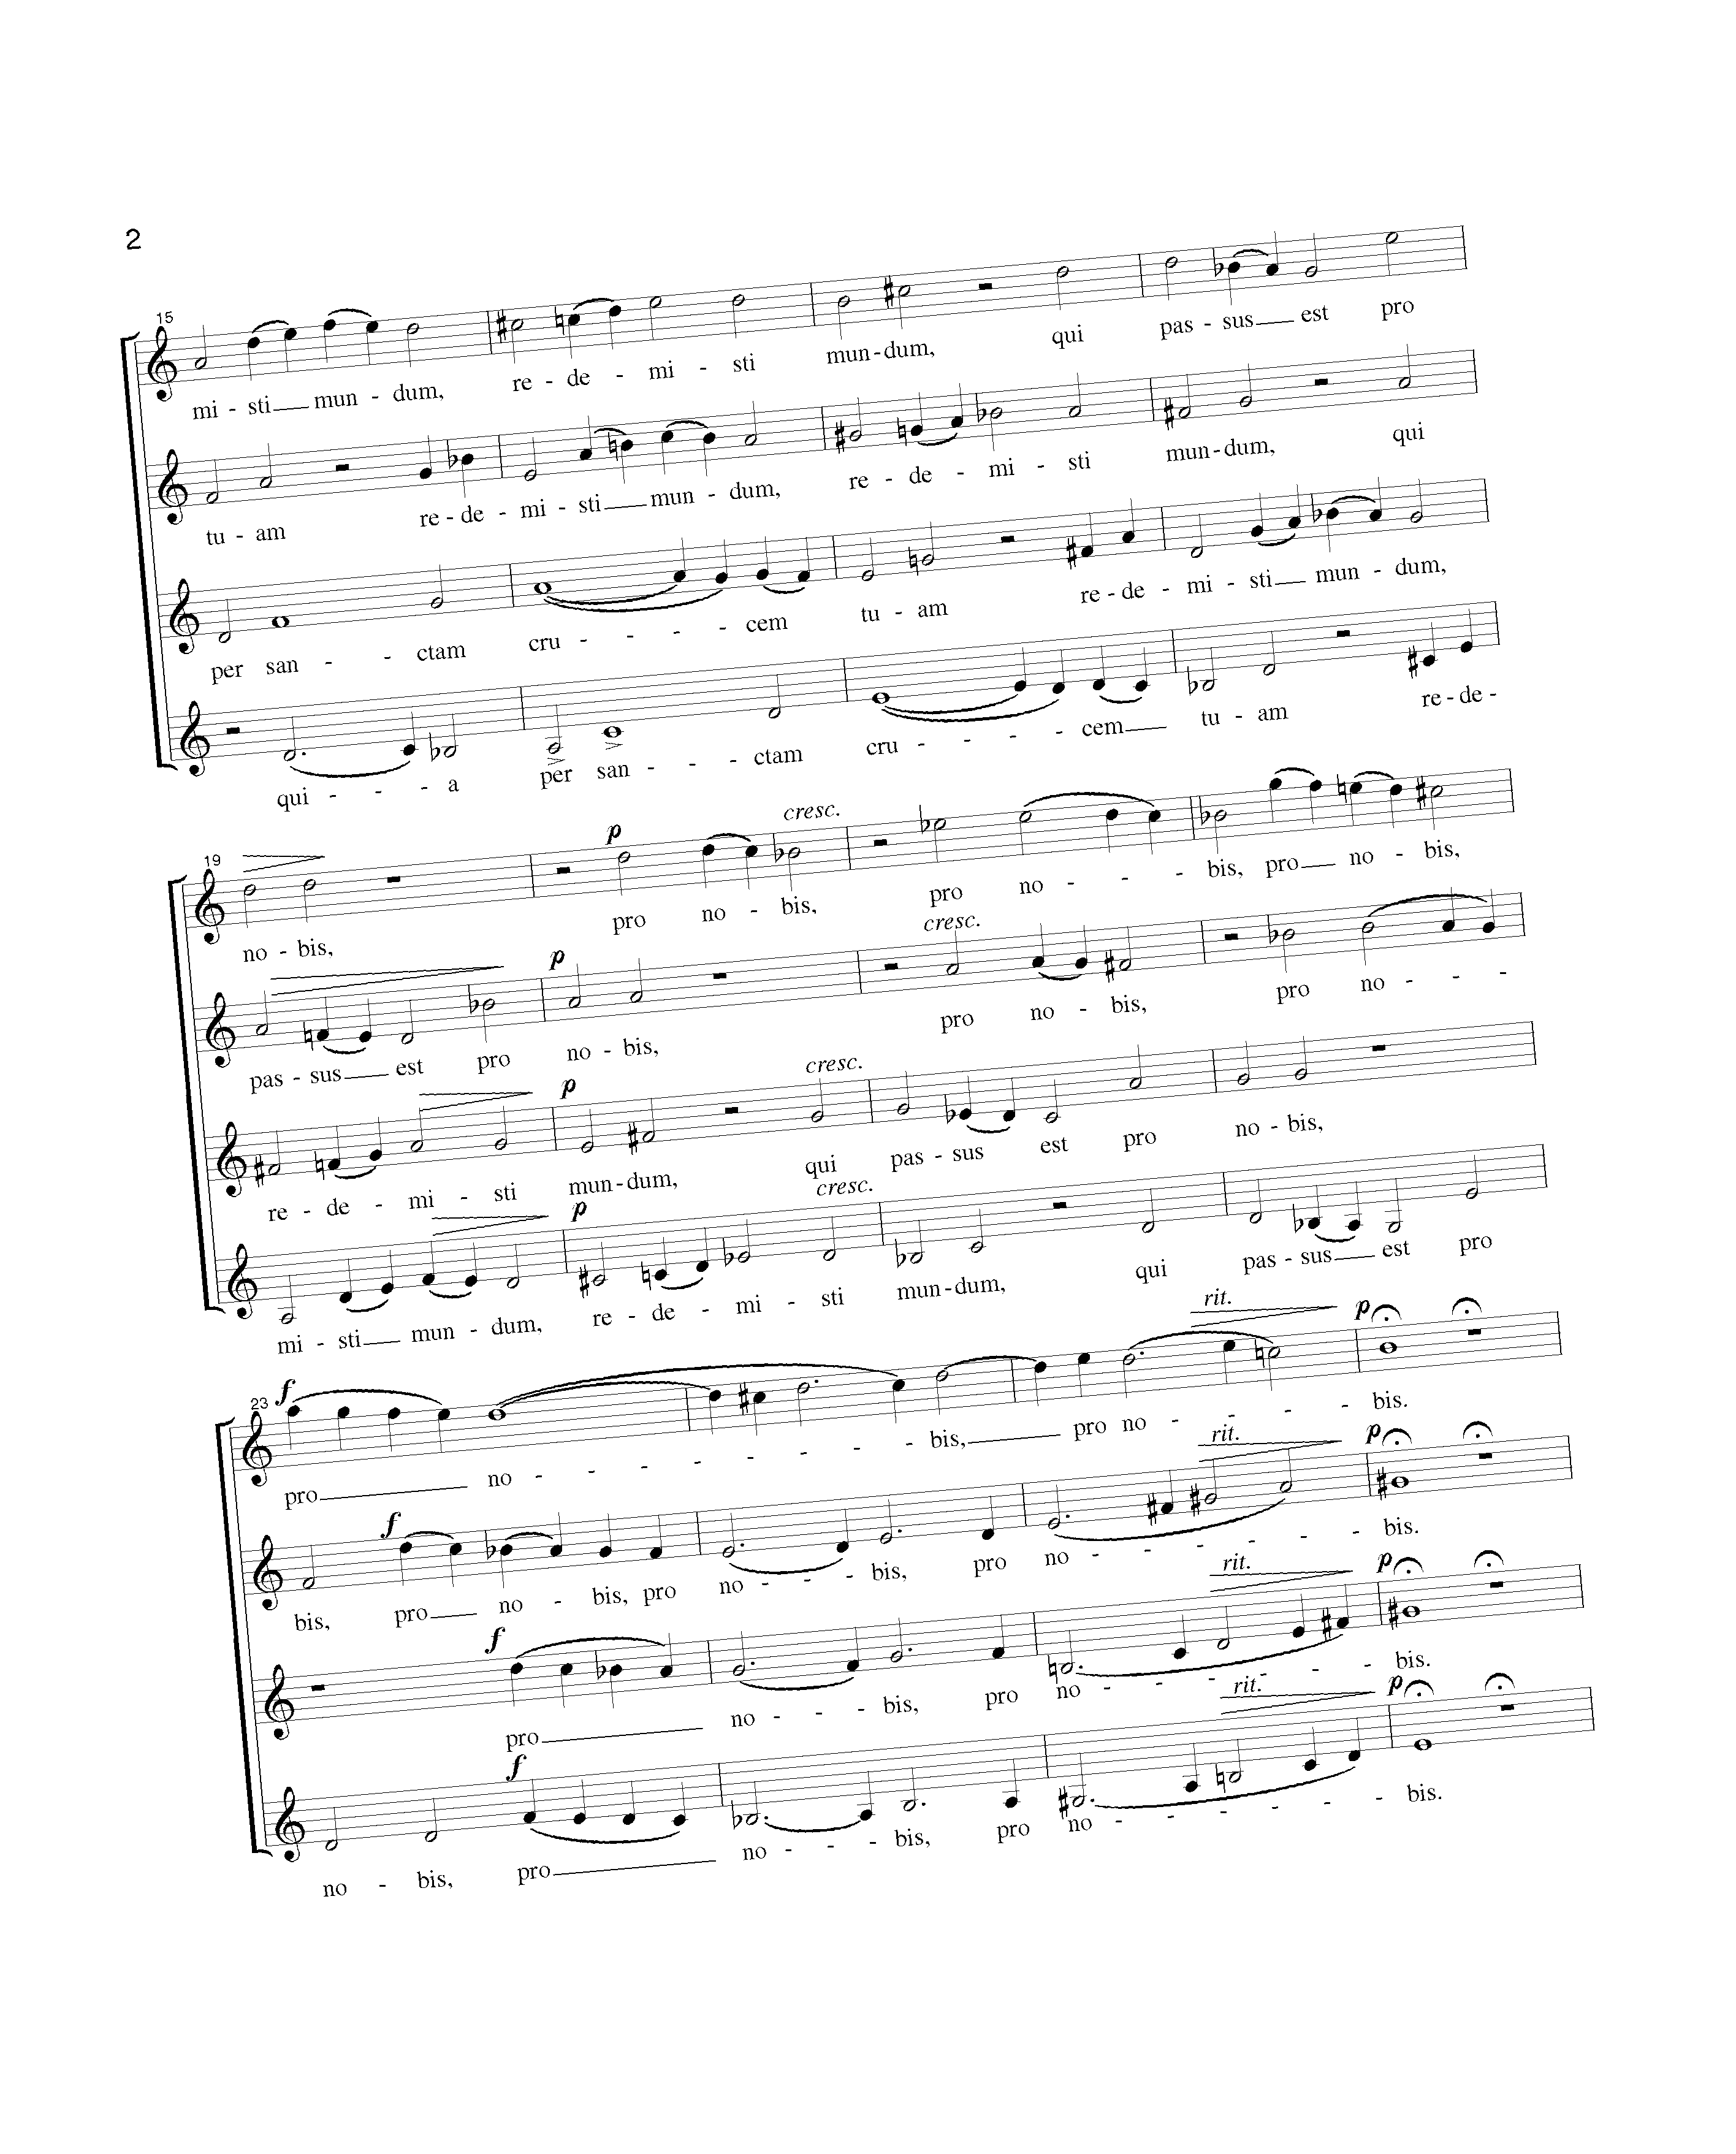 2
15
mi - sti mun - dum, re - de - mi - sti mun - dum, qui pas - sus est pro
tu - am re - de - mi - sti mun - dum, re - de - mi - sti mun - dum, qui
per san - - ctam cru - - - - cem tu - am re - de - mi - sti mun - dum,
qui - - - a per san - - - ctam cru - - - - cem tu - am re - de -
19
p cresc.
no - bis, pro no - bis, pro no - - - bis, pro no - bis,
p cresc.
pas - sus est pro no - bis, pro no - bis, pro no - - -
p cresc.
re - de - mi - sti mun - dum, qui pas - sus est pro no - bis,
p cresc.
mi - sti mun - dum, re - de - mi - sti mun - dum, qui pas - sus est pro
23
f rit. p
pro no - - - - - - - - bis, pro no - - - - bis.
f rit. p
bis, pro no - bis, pro no - - - bis, pro no - - - - - - bis.
f rit. p
pro no - - - bis, pro no - - - - - - bis.
f rit. p
no - bis, pro no - - - bis, pro no - - - - - - bis.